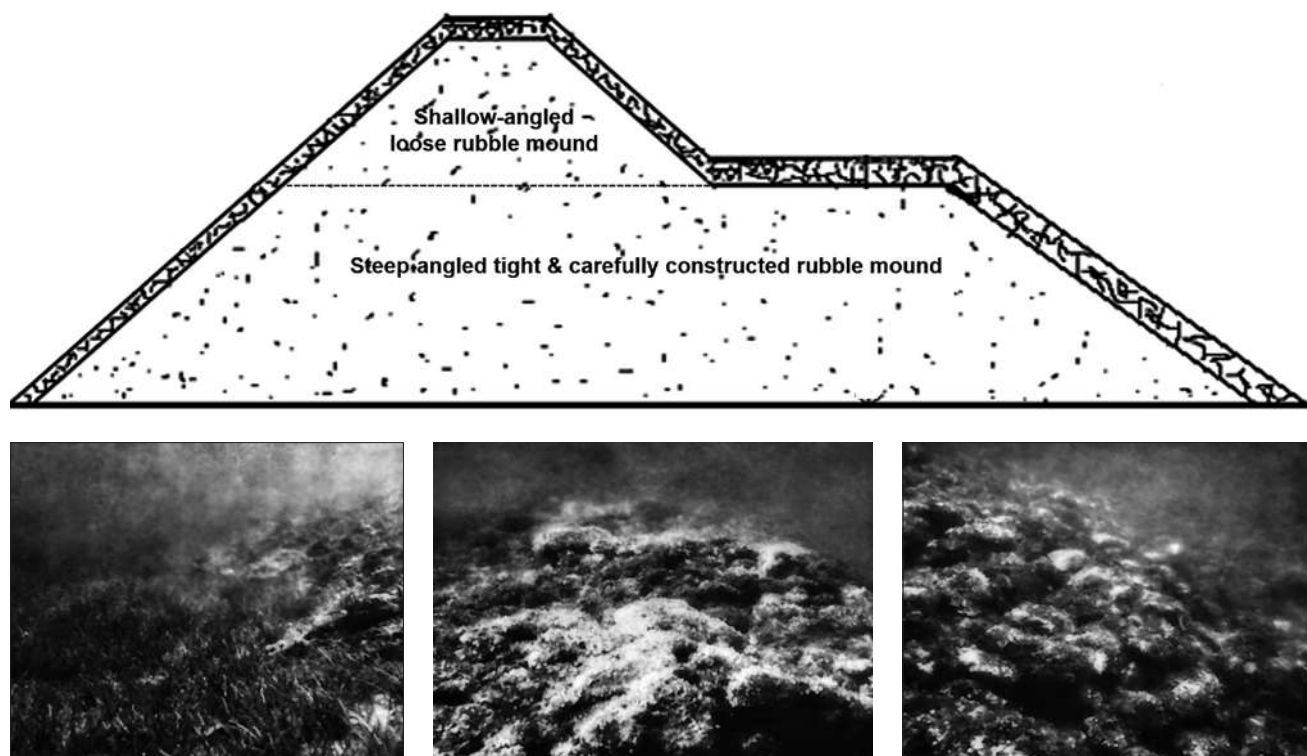 Shallow-angled
loose rubble mound
Steep-angled tight & carefully constructed rubble mound